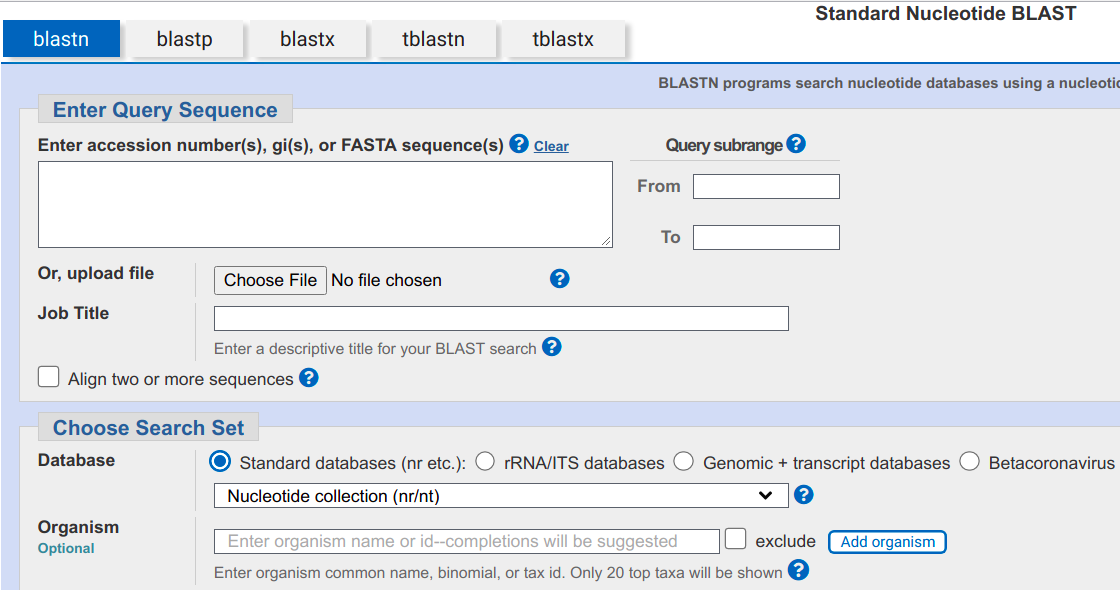 Standard Nucleotide BLAST
blastn blastp blastx tblastn tblastx
BLASTN programs search nucleotide databases using a
Enter Query Sequence
Enter accession number(s), gi(s), or FASTA sequence(s) ? Clear
Query subrange ?
From
To
Or, upload file
Choose File No file chosen ?
Job Title
Enter a descriptive title for your BLAST search ?
Align two or more sequences ?
Choose Search Set
Database
Standard databases (nr etc.): rRNA/ITS databases Genomic + transcript databases Betacoronavirus
Nucleotide collection (nr/nt) ?
Organism
Optional
Enter organism name or id--completions will be suggested exclude Add organism
Enter organism common name, binomial, or tax id. Only 20 top taxa will be shown ?